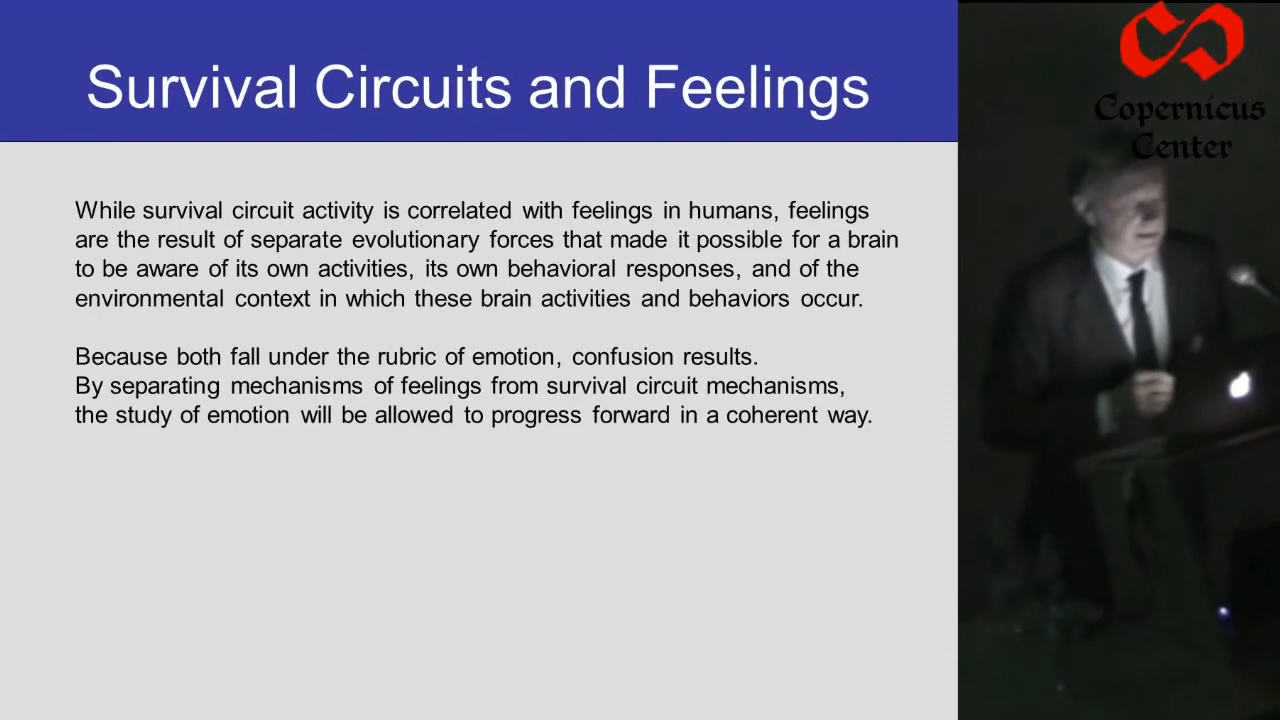 Survival Circuits and Feelings
While survival circuit activity is correlated with feelings in humans, feelings
are the result of separate evolutionary forces that made it possible for a brain
to be aware of its own activities, its own behavioral responses, and of the
environmental context in which these brain activities and behaviors occur.
Because both fall under the rubric of emotion, confusion results.
By separating mechanisms of feelings from survival circuit mechanisms,
the study of emotion will be allowed to progress forward in a coherent way.
Copernicus
Center